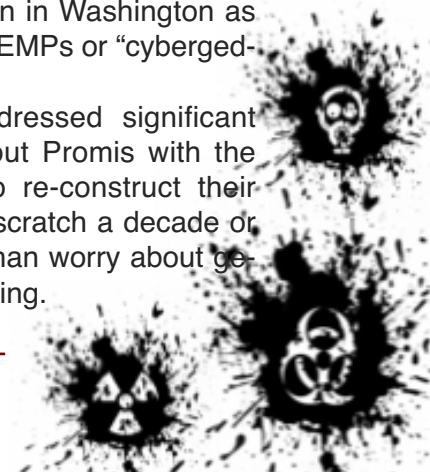 n in Washington as
EMPs or “cyberged-
dressed significant
out Promis with the
o re-construct their
scratch a decade or
han worry about ge-
ing.